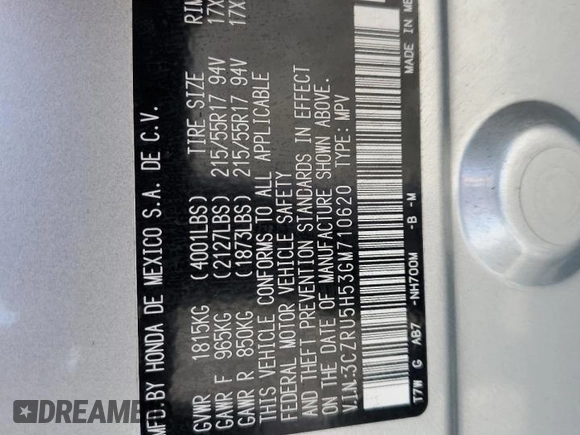 MFD.BY HONDA DE MEXICO S.A. DE C.V.
GVWR 1815KG (4001LBS) TIRE SIZE RIM
GAWR F 965KG (2127LBS) 215/55R17 94V 17X
GAWR R 850KG (1873LBS) 215/55R17 94V 17X
THIS VEHICLE CONFORMS TO ALL APPLICABLE
FEDERAL MOTOR VEHICLE SAFETY
AND THEFT PREVENTION STANDARDS IN EFFECT
ON THE DATE OF MANUFACTURE SHOWN ABOVE.
V.I.N.:3CZRU5H53GM710620 TYPE: MPV
T7W G AB7 -NH700M -B -M
MADE IN ME
DREAME